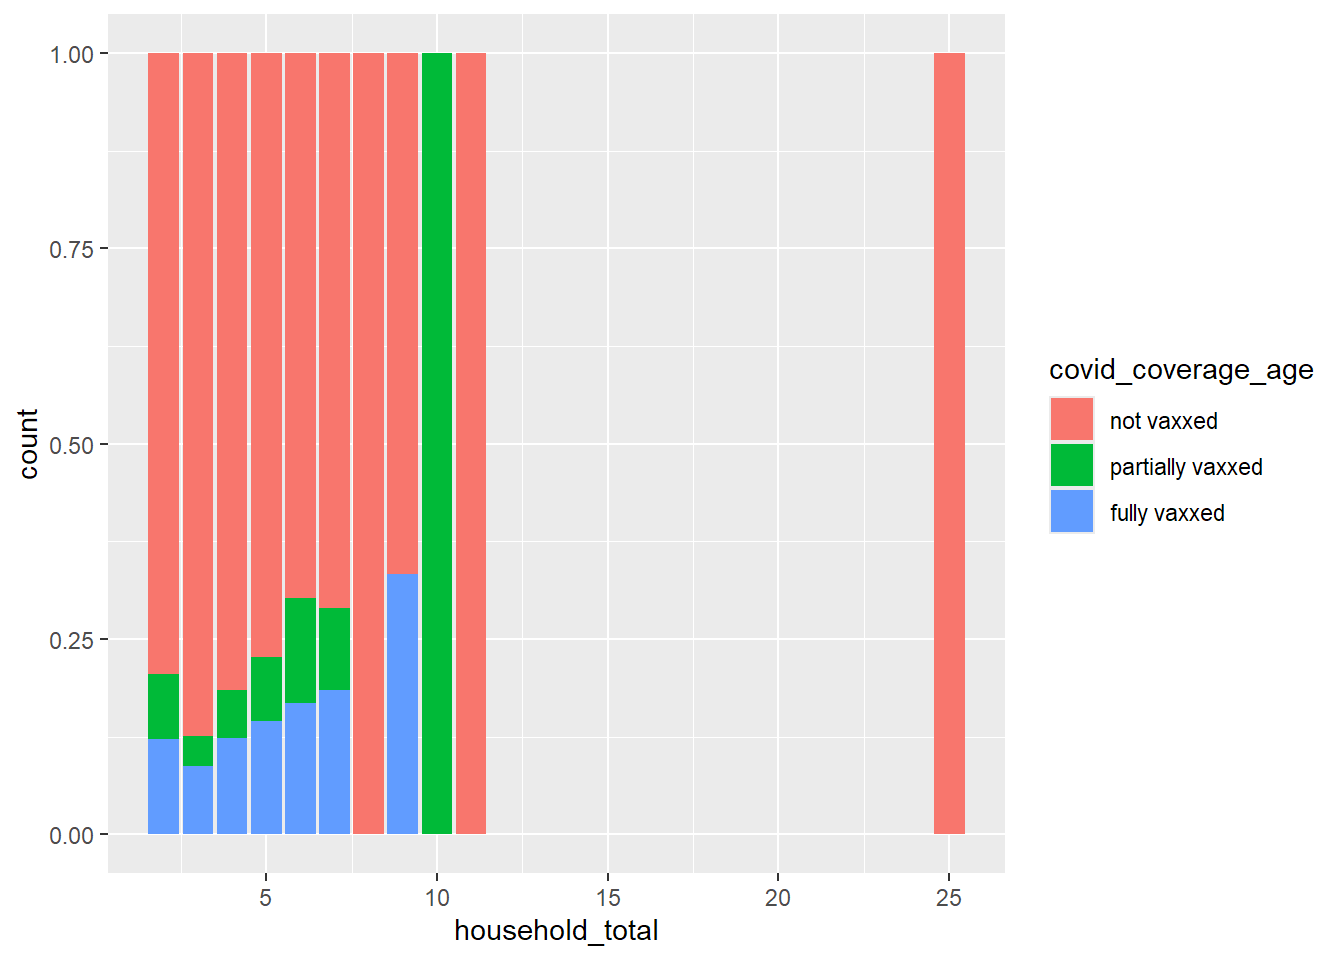 1.00
0.75
0.50
0.25
0.00
count
5 10 15 20 25
household_total
covid_coverage_age
not vaxxed
partially vaxxed
fully vaxxed